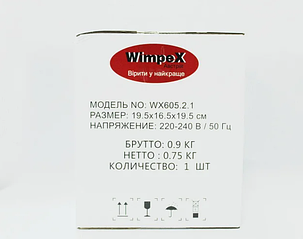 WimpeX
Вірити у найкраще
МОДЕЛЬ NO: WX605.2.1
РАЗМЕР: 19.5x16.5x19.5 см
НАПРЯЖЕНИЕ: 220-240 В / 50 Гц
БРУТТО: 0.9 КГ
НЕТТО : 0.75 КГ
КОЛИЧЕСТВО: 1 ШТ